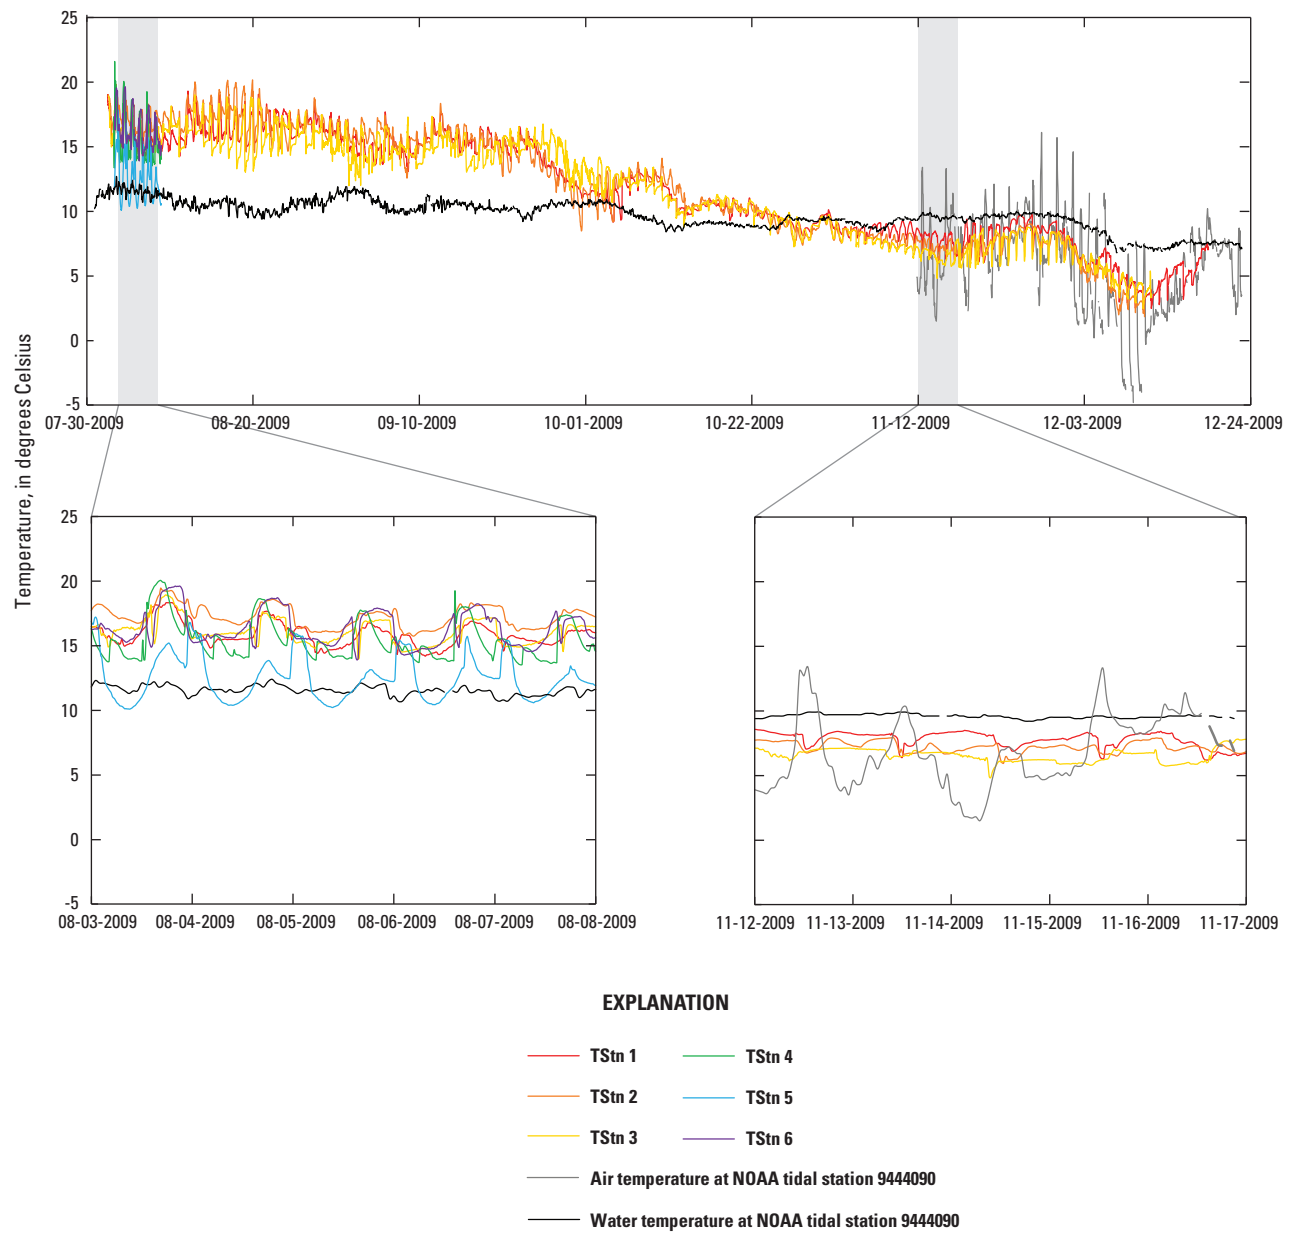 25
20
15
10
5
0
-5
07-30-2009 08-20-2009 09-10-2009 10-01-2009 10-22-2009 11-12-2009 12-03-2009 12-24-2009
Temperature, in degrees Celsius
25
20
15
10
5
0
-5
08-03-2009 08-04-2009 08-05-2009 08-06-2009 08-07-2009 08-08-2009
11-12-2009 11-13-2009 11-14-2009 11-15-2009 11-16-2009 11-17-2009
EXPLANATION
TStn 1 TStn 4
TStn 2 TStn 5
TStn 3 TStn 6
Air temperature at NOAA tidal station 9444090
Water temperature at NOAA tidal station 9444090